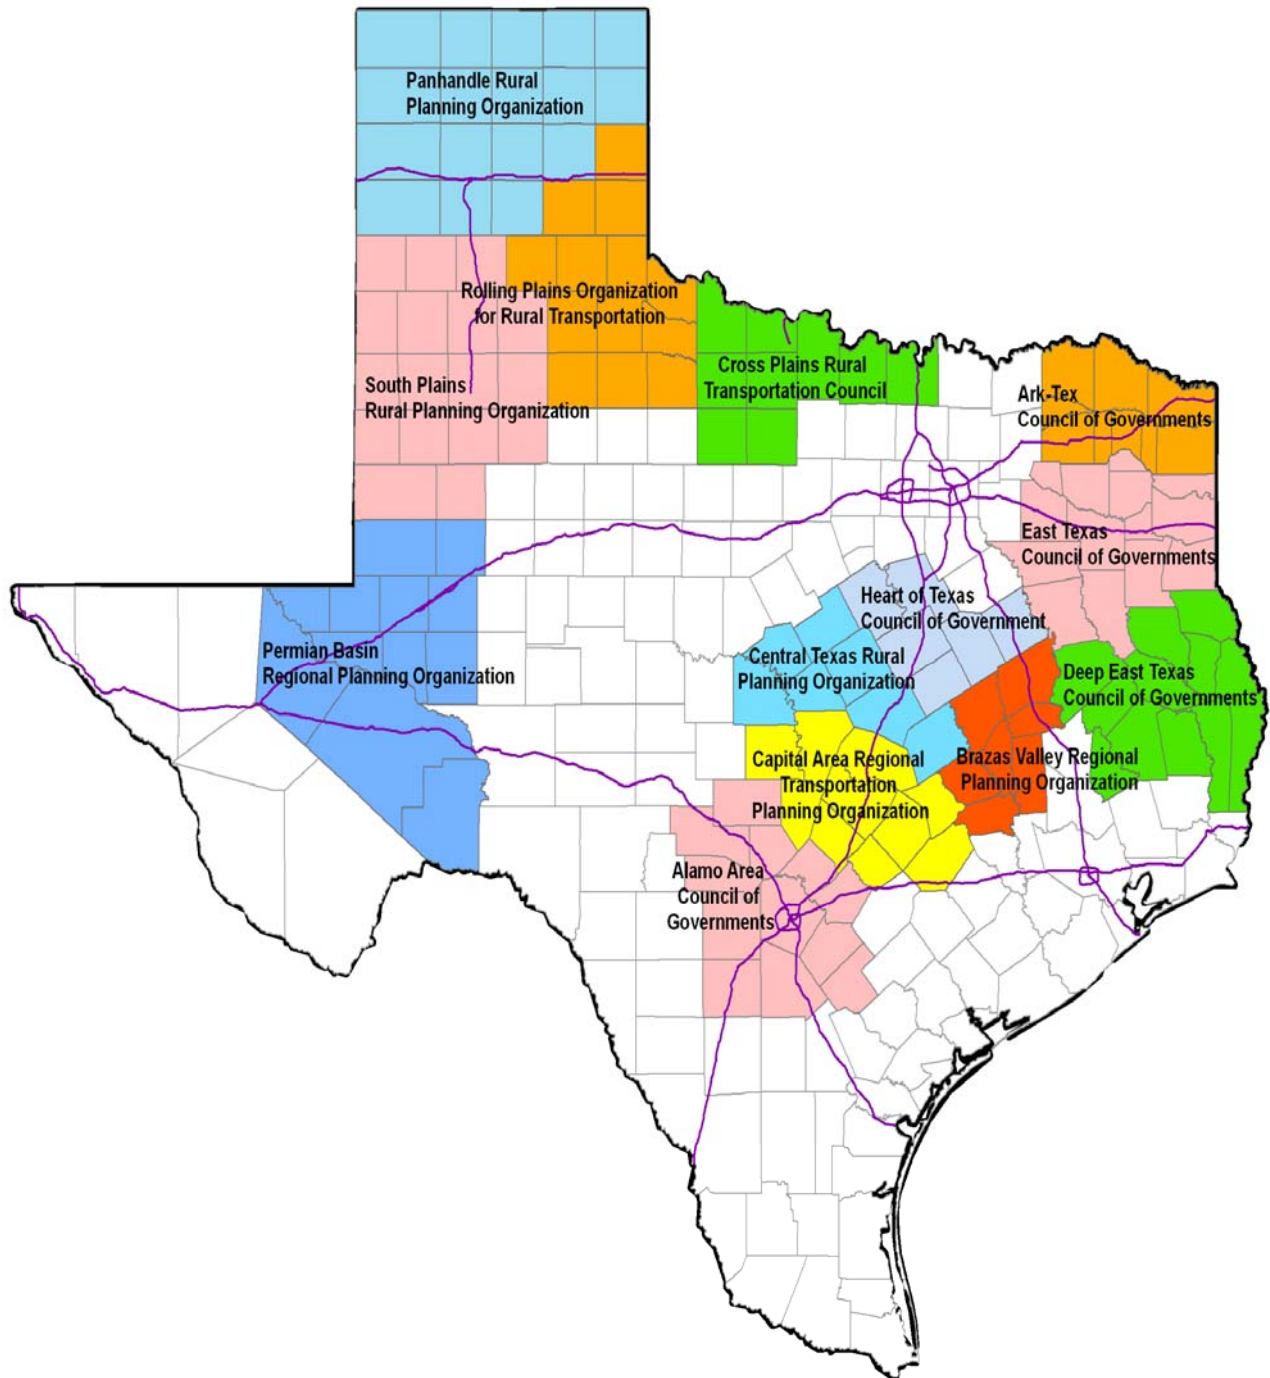 Panhandle Rural
Planning Organization
Rolling Plains Organization
for Rural Transportation
South Plains
Rural Planning Organization
Cross Plains Rural
Transportation Council
Ark-Tex
Council of Governments
East Texas
Council of Governments
Heart of Texas
Council of Government
Central Texas Rural
Planning Organization
Permian Basin
Regional Planning Organization
Deep East Texas
Council of Governments
Capital Area Regional
Transportation
Planning Organization
Brazas Valley Regional
Planning Organization
Alamo Area
Council of
Governments